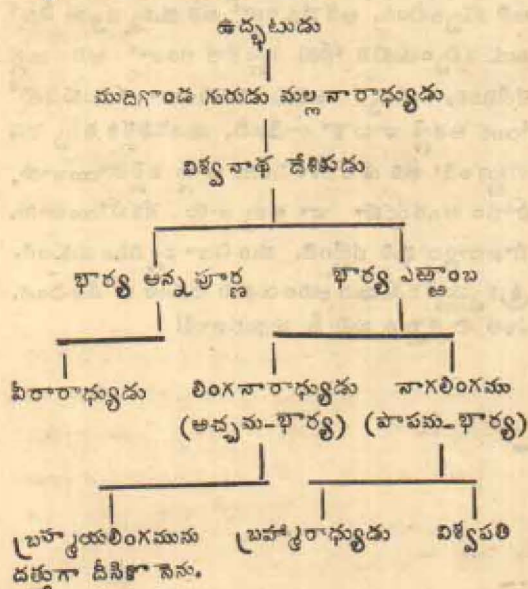 ఉద్భటుడు
ముదిగొండ గురుడు మల్ల నారాధ్యుడు
విశ్వనాథ దేశికుడు
భార్య అన్నపూర్ణ భార్య ఎఱ్ఱాంబ
వీరారాధ్యుడు లింగనారాధ్యుడు నాగలింగము
(అచ్చమ-భార్య) (పాపమ-భార్య)
బ్రహ్మయలింగమును బ్రహ్మారాధ్యుడు విశ్వపతి
దత్తుగా దీసికొనెను.